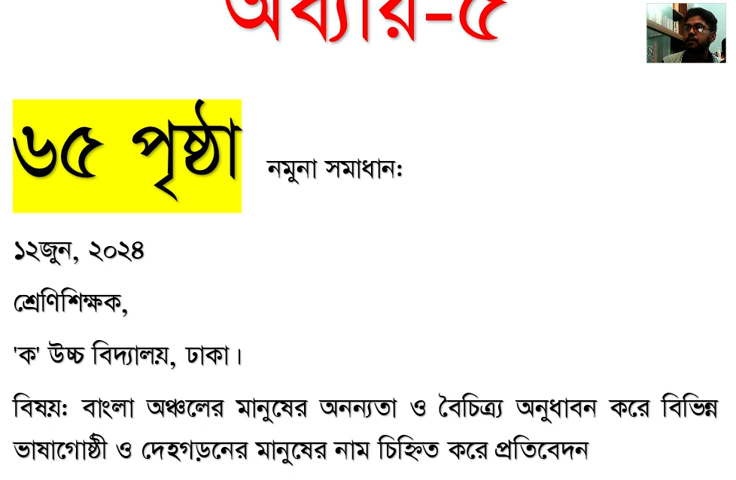 অধ্যায়-৫
৬৫ পৃষ্ঠা নমুনা সমাধান:
১২জুন, ২০২৪
শ্রেণিশিক্ষক,
'ক' উচ্চ বিদ্যালয়, ঢাকা।
বিষয়: বাংলা অঞ্চলের মানুষের অনন্যতা ও বৈচিত্র্য অনুধাবন করে বিভিন্ন
ভাষাগোষ্ঠী ও দেহগড়নের মানুষের নাম চিহ্নিত করে প্রতিবেদন